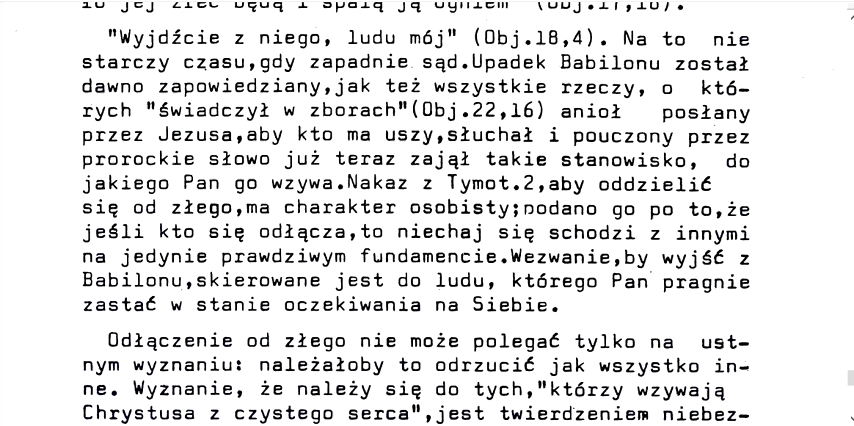 "Wyjdźcie z niego, ludu mój" (Obj.18,4). Na to nie
starczy czasu,gdy zapadnie sąd.Upadek Babilonu został
dawno zapowiedziany,jak też wszystkie rzeczy, o któ-
rych "świadczył w zborach"(Obj.22,16) anioł posłany
przez Jezusa,aby kto ma uszy,słuchał i pouczony przez
prorockie słowo już teraz zajął takie stanowisko, do
jakiego Pan go wzywa.Nakaz z Tymot.2,aby oddzielić
się od złego,ma charakter osobisty;podano go po to,że
jeśli kto się odłącza,to niechaj się schodzi z innymi
na jedynie prawdziwym fundamencie.Wezwanie,by wyjść z
Babilonu,skierowane jest do ludu, którego Pan pragnie
zastać w stanie oczekiwania na Siebie.
Odłączenie od złego nie może polegać tylko na ust-
nym wyznaniu: należałoby to odrzucić jak wszystko in-
ne. Wyznanie, że należy się do tych,"którzy wzywają
Chrystusa z czystego serca",jest twierdzeniem niebez-